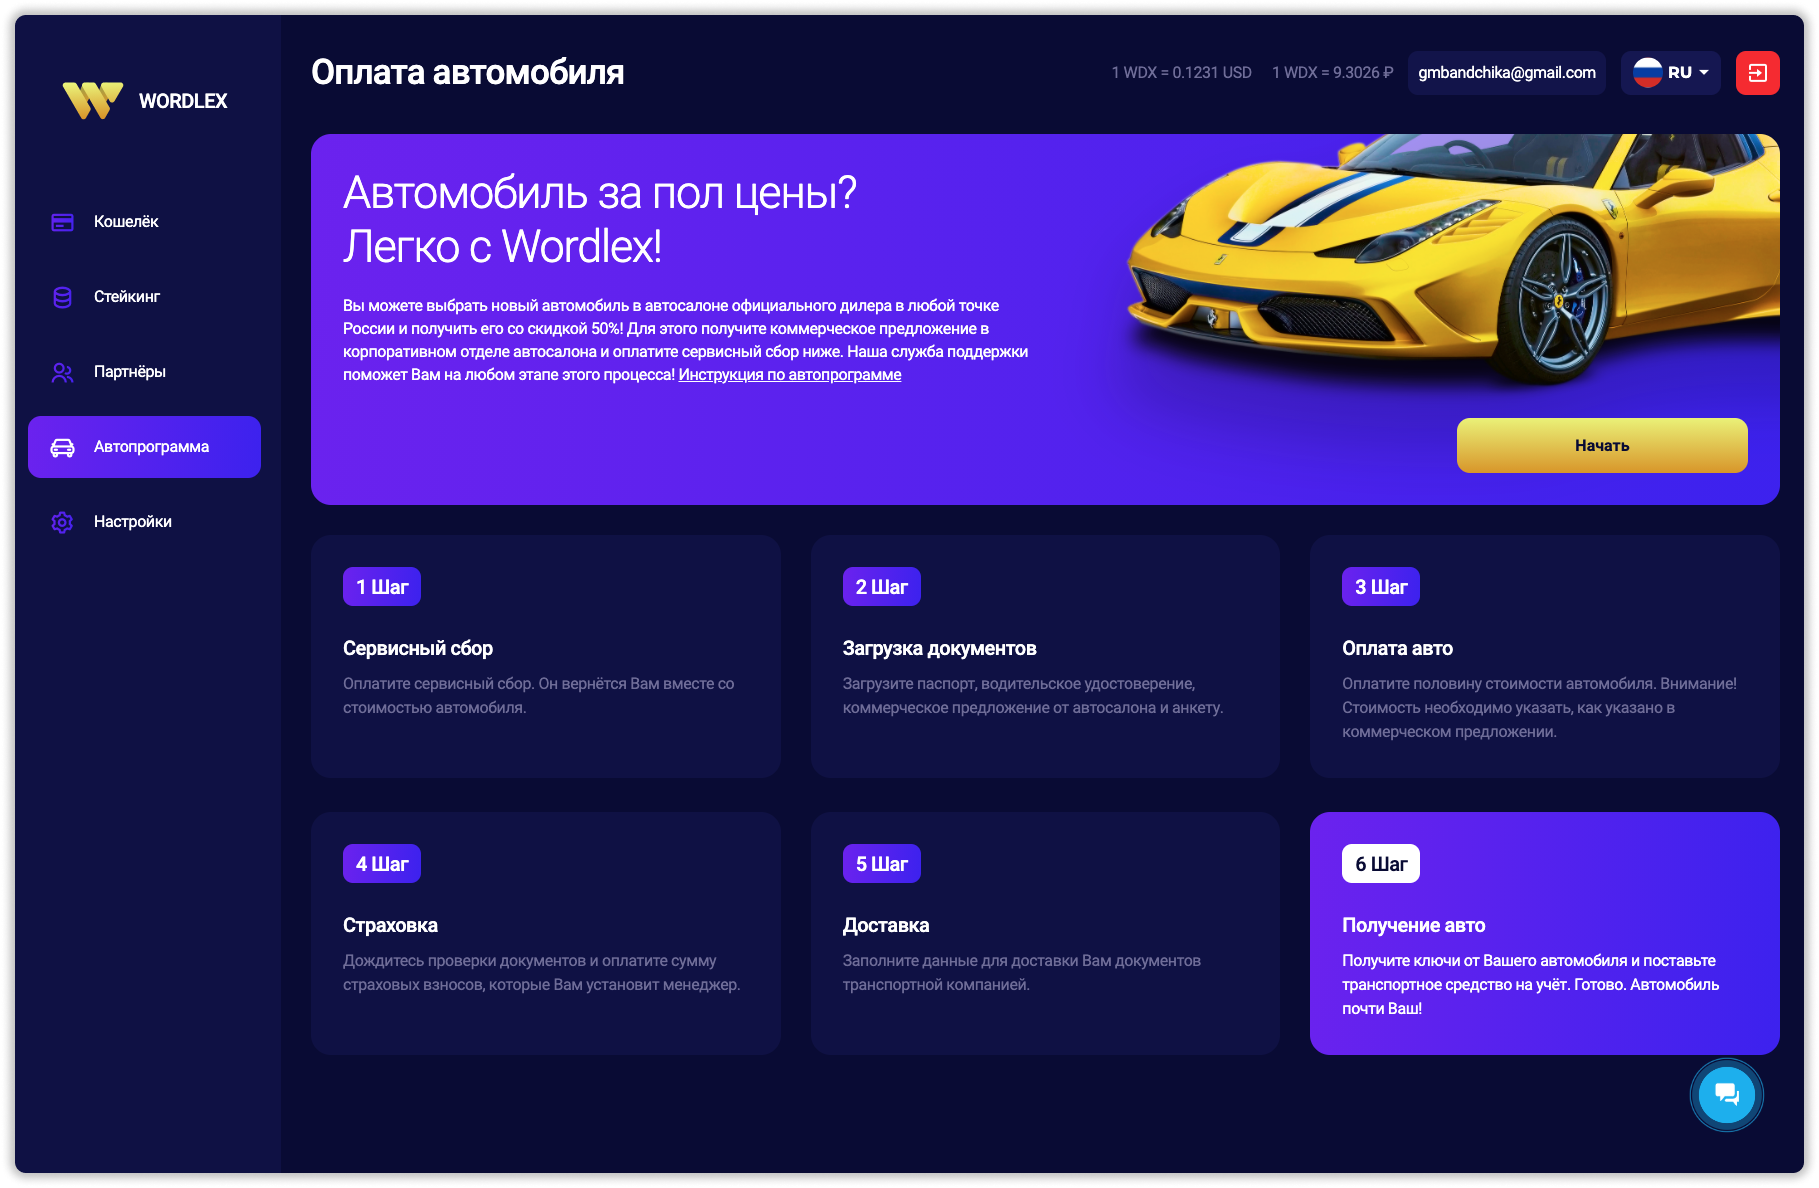 WORDLEX
Кошелёк
Стейкинг
Партнёры
Автопрограмма
Настройки
Оплата автомобиля
1 WDX = 0.1231 USD
1 WDX = 9.3026 ₽
gmbandchika@gmail.com
RU
Автомобиль за пол цены?
Легко с Wordlex!
Вы можете выбрать новый автомобиль в автосалоне официального дилера в любой точке
России и получить его со скидкой 50%! Для этого получите коммерческое предложение в
корпоративном отделе автосалона и оплатите сервисный сбор ниже. Наша служба поддержки
поможет Вам на любом этапе этого процесса! Инструкция по автопрограмме
Начать
1 Шаг
Сервисный сбор
Оплатите сервисный сбор. Он вернётся Вам вместе со
стоимостью автомобиля.
2 Шаг
Загрузка документов
Загрузите паспорт, водительское удостоверение,
коммерческое предложение от автосалона и анкету.
3 Шаг
Оплата авто
Оплатите половину стоимости автомобиля. Внимание!
Стоимость необходимо указать, как указано в
коммерческом предложении.
4 Шаг
Страховка
Дождитесь проверки документов и оплатите сумму
страховых взносов, которые Вам установит менеджер.
5 Шаг
Доставка
Заполните данные для доставки Вам документов
транспортной компанией.
6 Шаг
Получение авто
Получите ключи от Вашего автомобиля и поставьте
транспортное средство на учёт. Готово. Автомобиль
почти Ваш!